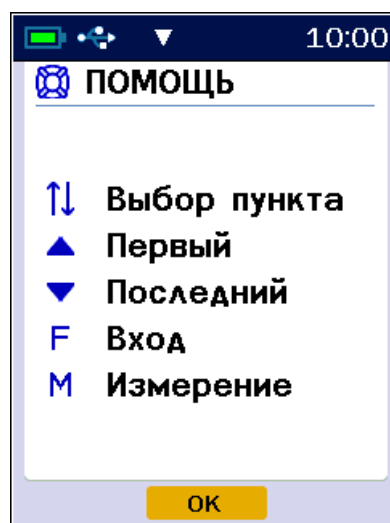 10:00
ПОМОЩЬ
↑↓ Выбор пункта
▲ Первый
▼ Последний
F Вход
M Измерение
OK